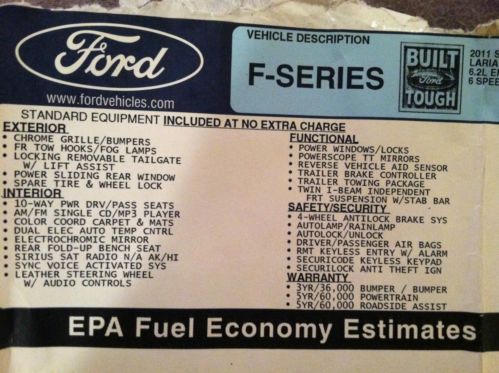 Ford
www.fordvehicles.com
VEHICLE DESCRIPTION
F-SERIES
BUILT
Ford
TOUGH
2011 S
LARIA
6.2L E
6 SPEE
STANDARD EQUIPMENT INCLUDED AT NO EXTRA CHARGE
EXTERIOR
• CHROME GRILLE/BUMPERS
• FR TOW HOOKS/FOG LAMPS
• LOCKING REMOVABLE TAILGATE
W/ LIFT ASSIST
• POWER SLIDING REAR WINDOW
• SPARE TIRE & WHEEL LOCK
INTERIOR
• 10-WAY PWR DRV/PASS SEATS
• AM/FM SINGLE CD/MP3 PLAYER
• COLOR COORD CARPET & MATS
• DUAL ELEC AUTO TEMP CNTRL
• ELECTROCHROMIC MIRROR
• REAR FOLD-UP BENCH SEAT
• SIRIUS SAT RADIO N/A AK/HI
• SYNC VOICE ACTIVATED SYS
• LEATHER STEERING WHEEL
W/ AUDIO CONTROLS
FUNCTIONAL
• POWER WINDOWS/LOCKS
• POWERSCOPE TT MIRRORS
• REVERSE VEHICLE AID SENSOR
• TRAILER BRAKE CONTROLLER
• TRAILER TOWING PACKAGE
• TWIN I-BEAM INDEPENDENT
FRT SUSPENSION W/STAB BAR
SAFETY/SECURITY
• 4-WHEEL ANTILOCK BRAKE SYS
• AUTOLAMP/RAINLAMP
• AUTOLOCK/UNLOCK
• DRIVER/PASSENGER AIR BAGS
• RMT KEYLESS ENTRY W/ ALARM
• SECURICODE KEYLESS KEYPAD
• SECURILOCK ANTI THEFT IGN
WARRANTY
• 3YR/36,000 BUMPER / BUMPER
• 5YR/60,000 POWERTRAIN
• 5YR/60,000 ROADSIDE ASSIST
EPA Fuel Economy Estimates